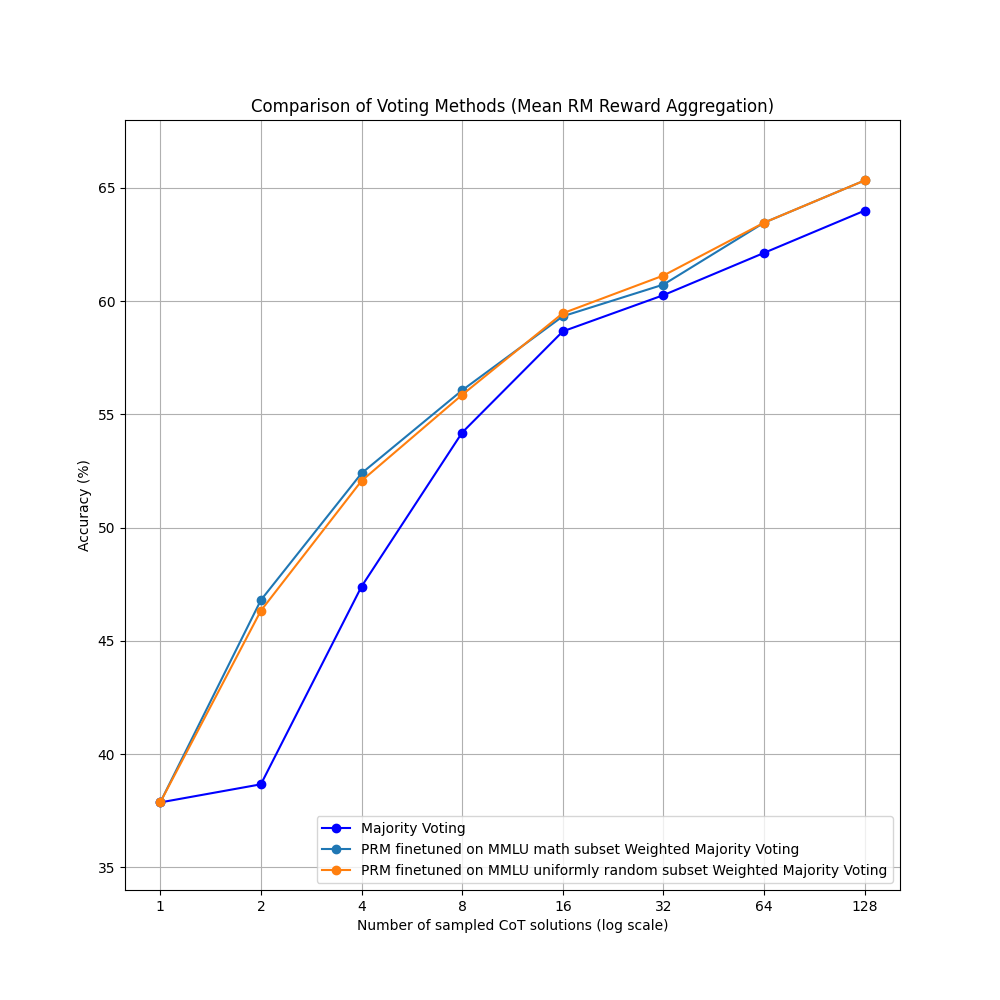 Comparison of Voting Methods (Mean RM Reward Aggregation)
Accuracy (%)
65
60
55
50
45
40
35
Majority Voting
PRM finetuned on MMLU math subset Weighted Majority Voting
PRM finetuned on MMLU uniformly random subset Weighted Majority Voting
1 2 4 8 16 32 64 128
Number of sampled CoT solutions (log scale)